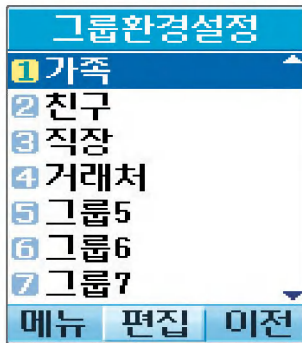 그룹환경설정
1 가족
2 친구
3 직장
4 거래처
5 그룹5
6 그룹6
7 그룹7
메뉴 편집 이전